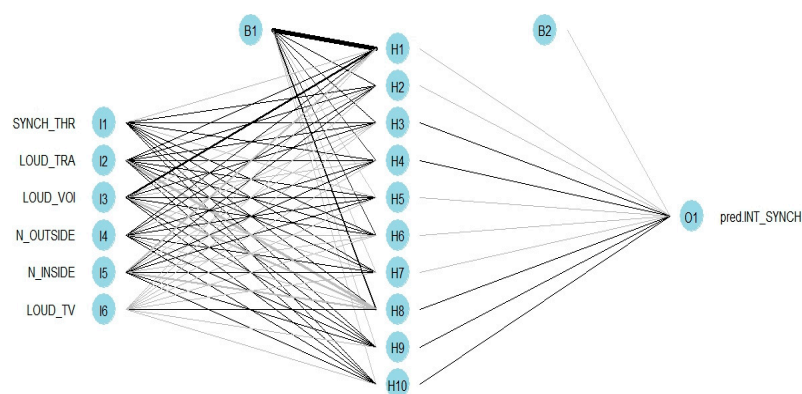 B1
B2
H1
H2
SYNCH_THR I1 H3
LOUD_TRA I2 H4
LOUD_VOI I3 H5
O1 pred.INT_SYNCH
N_OUTSIDE I4 H6
N_INSIDE I5 H7
LOUD_TV I6 H8
H9
H10